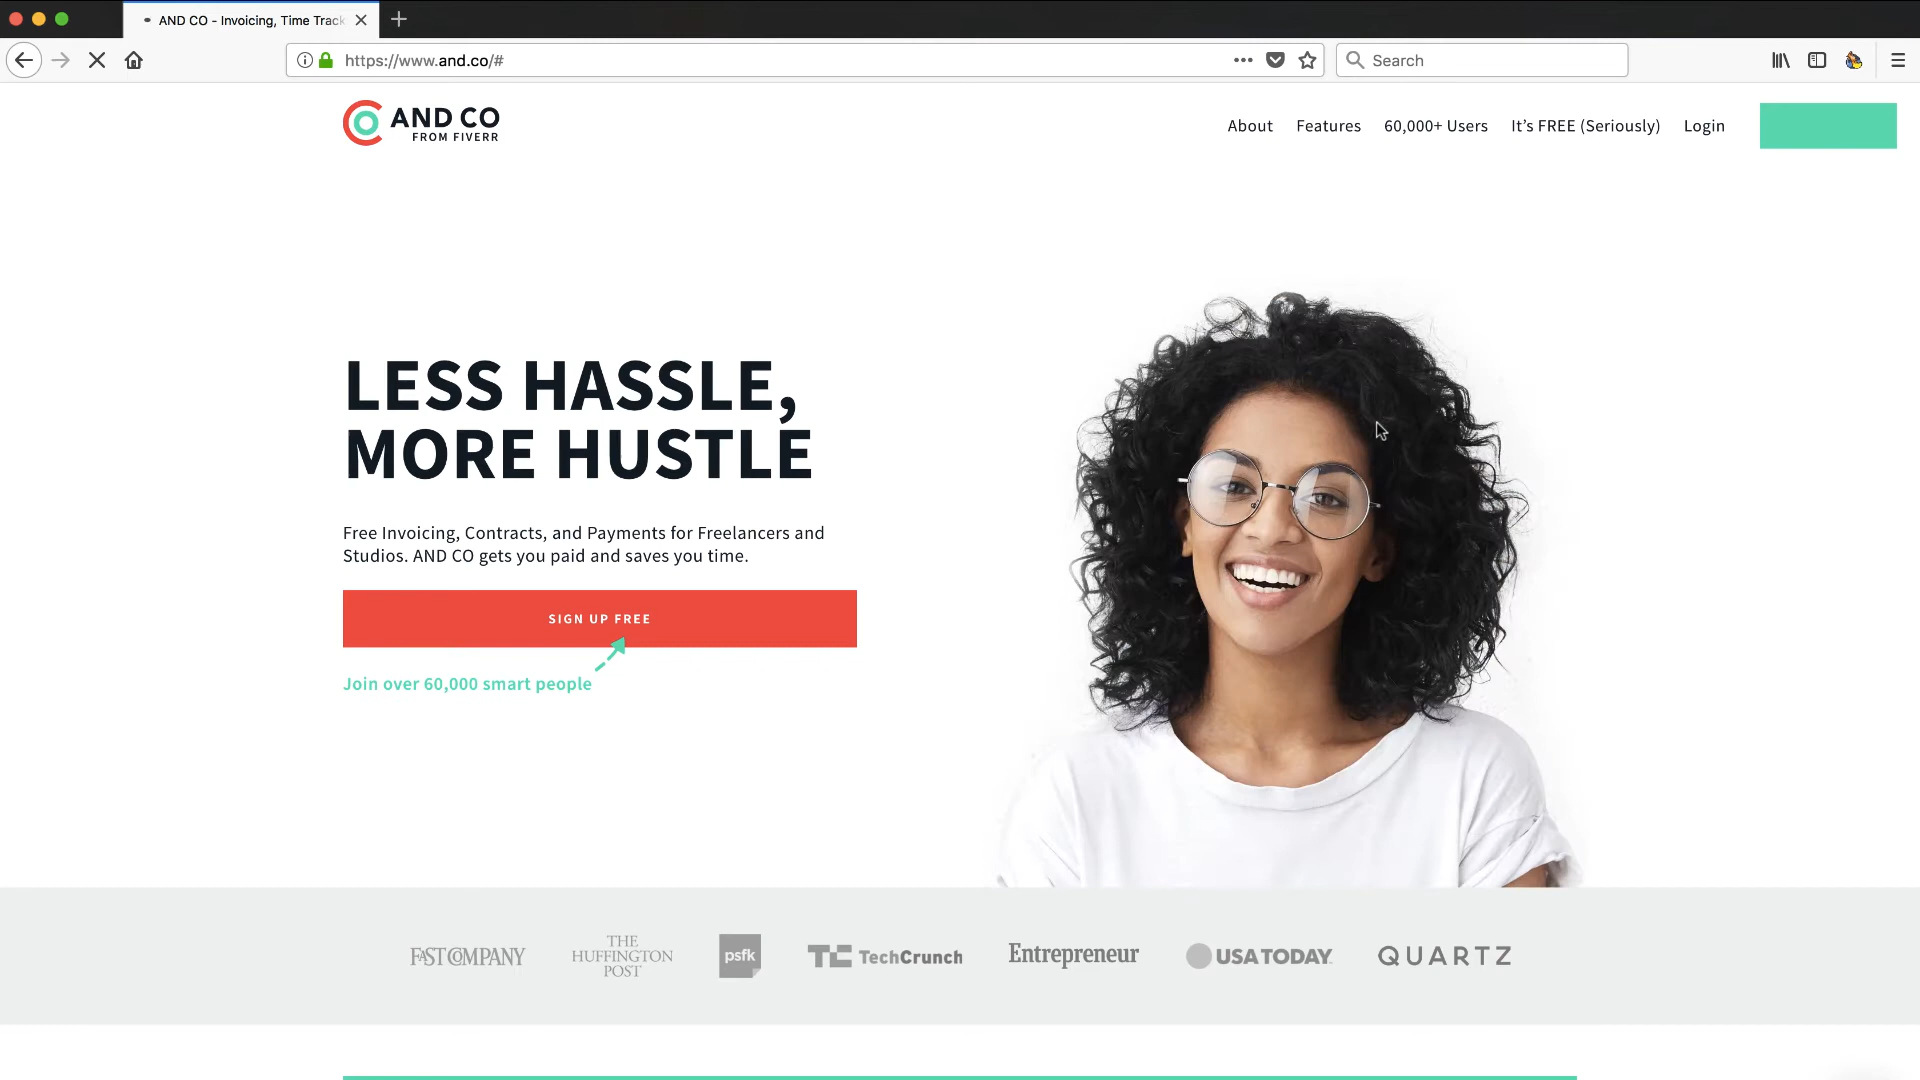 AND CO - Invoicing, Time Track
https://www.and.co/#
Search
AND CO
FROM FIVERR
About
Features
60,000+ Users
It's FREE (Seriously)
Login
LESS HASSLE,
MORE HUSTLE
Free Invoicing, Contracts, and Payments for Freelancers and
Studios. AND CO gets you paid and saves you time.
SIGN UP FREE
Join over 60,000 smart people
FAST COMPANY
THE
HUFFINGTON
POST
psfk
TC TechCrunch
Entrepreneur
USA TODAY
QUARTZ